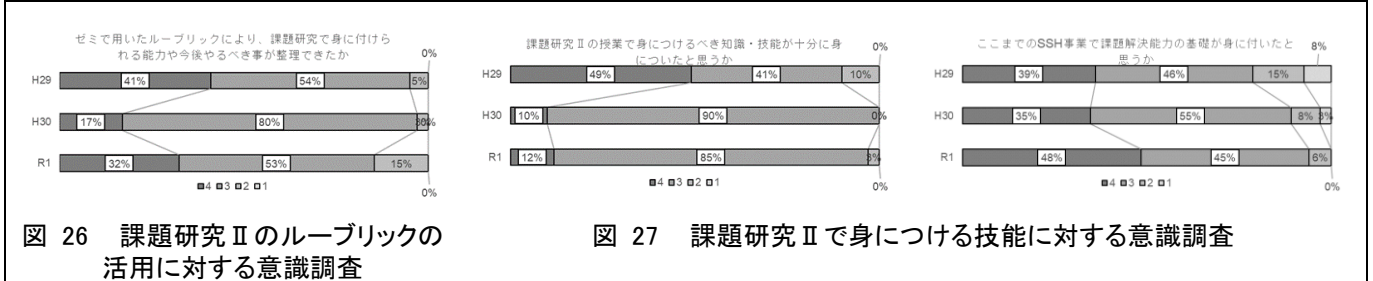 ゼミで用いたルーブリックにより、課題研究で身に付けら
れる能力や今後やるべき事が整理できたか
0%
H29 41% 54% 5%
H30 17% 80%
R1 32% 53% 15%
■4 ■3 ■2 □1
0%
課題研究Ⅱの授業で身につけるべき知識・技能が十分に身
についたと思うか
0%
H29 49% 41% 10%
H30 10% 90% 0%
R1 12% 85% 3%
■4 ■3 ■2 □1
0%
ここまでのSSH事業で課題解決能力の基礎が身に付いたと
思うか
8%
H29 39% 46% 15%
H30 35% 55% 8% 3%
R1 48% 45% 6%
■4 ■3 ■2 □1
0%
図 26 課題研究Ⅱのルーブリックの
活用に対する意識調査
図 27 課題研究Ⅱで身につける技能に対する意識調査